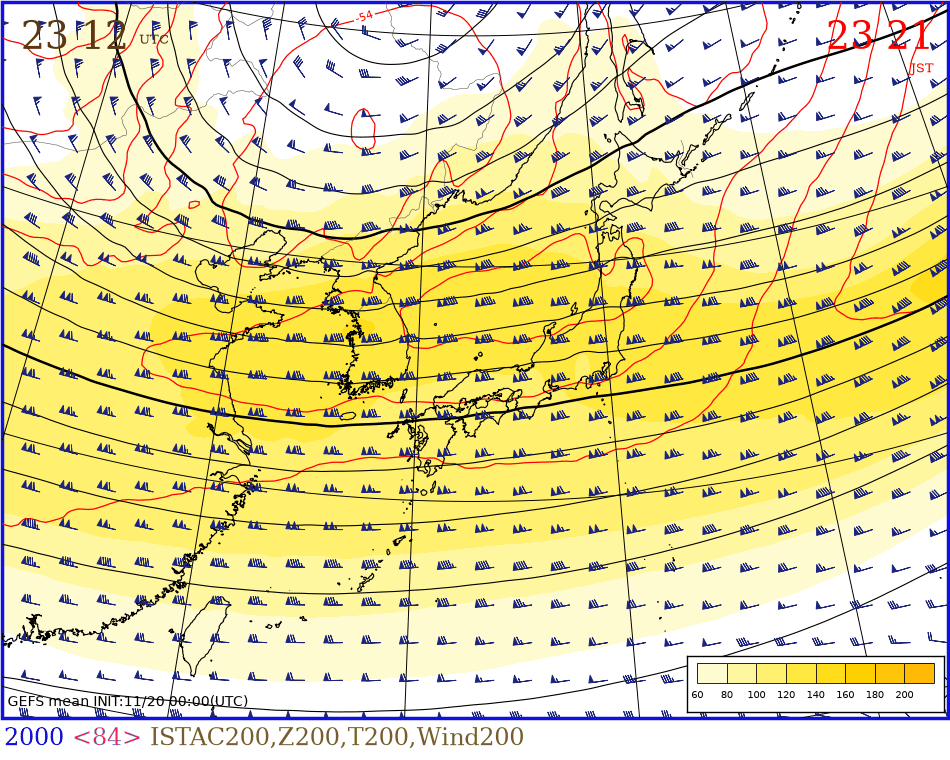 23 12 UTC
23 21 JST
-54
60 80 100 120 140 160 180 200
GEFS mean INIT:11/20 00:00(UTC)
2000 <84> ISTAC200,Z200,T200,Wind200